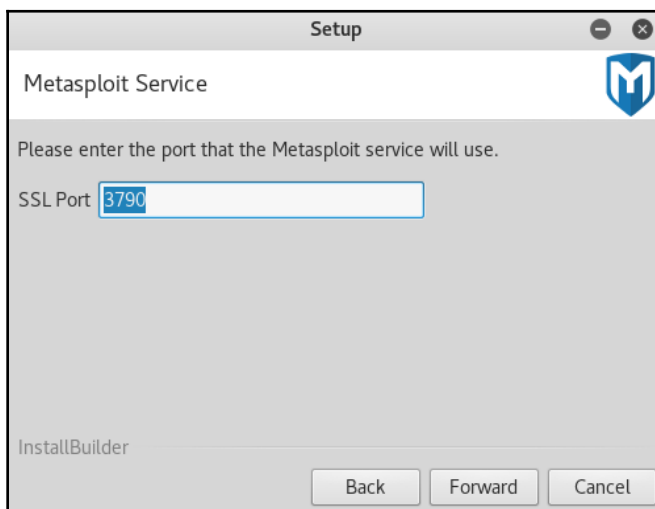 Setup
Metasploit Service
Please enter the port that the Metasploit service will use.
SSL Port 3790
InstallBuilder
Back Forward Cancel